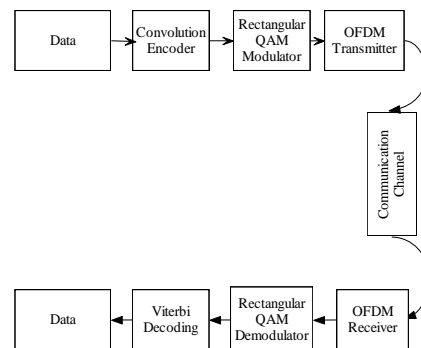 Data
Convolution
Encoder
Rectangular
QAM
Modulator
OFDM
Transmitter
Communication
Channel
Data
Viterbi
Decoding
Rectangular
QAM
Demodulator
OFDM
Receiver